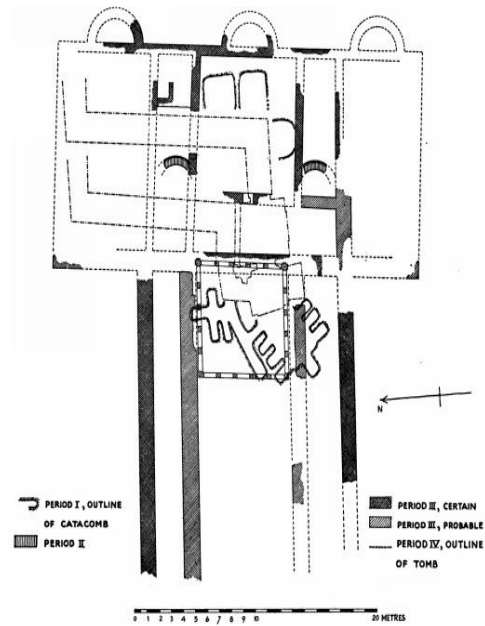 N
PERIOD I, OUTLINE
OF CATACOMB
PERIOD II
PERIOD III, CERTAIN
PERIOD III, PROBABLE
PERIOD IV, OUTLINE
OF TOMB
0 1 2 3 4 5 6 7 8 9 10 20 METRES